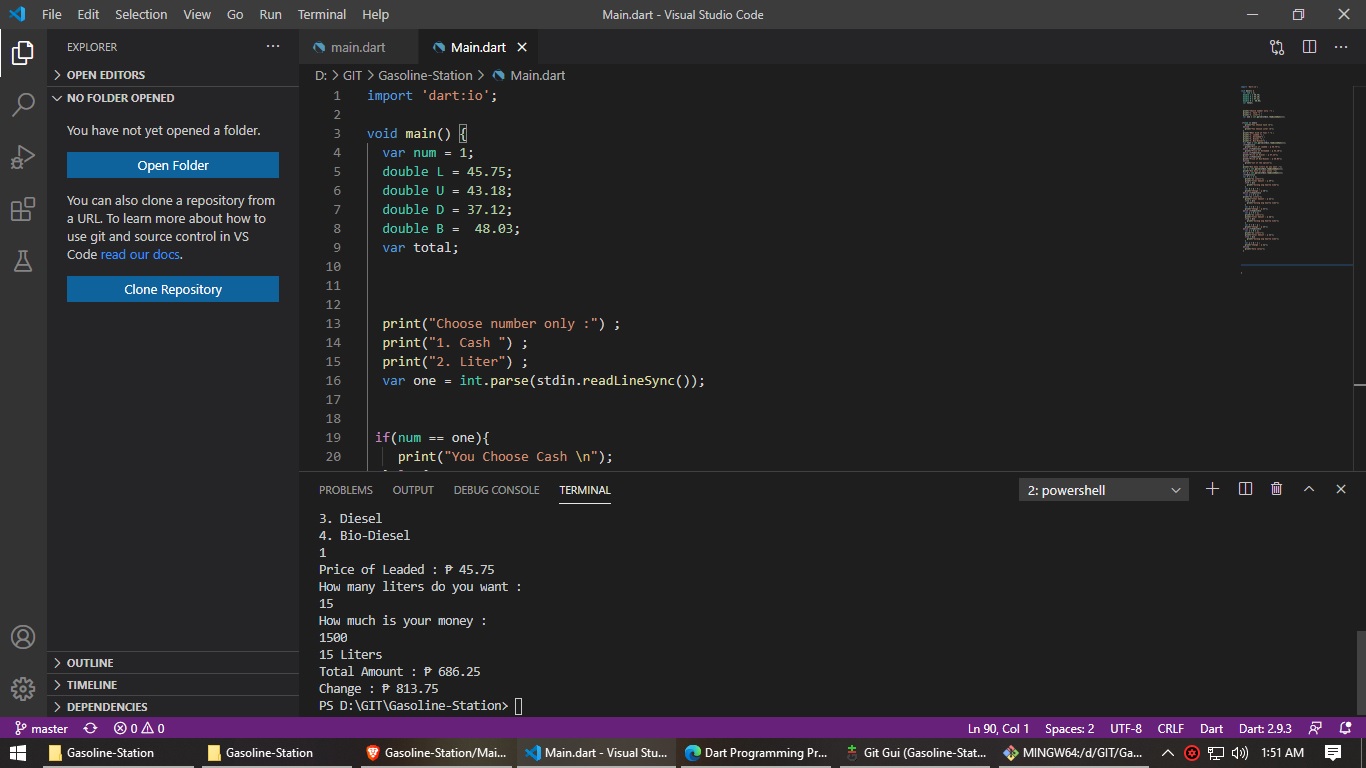 File Edit Selection View Go Run Terminal Help Main.dart - Visual Studio Code
EXPLORER
OPEN EDITORS
NO FOLDER OPENED
You have not yet opened a folder.
Open Folder
You can also clone a repository from
a URL. To learn more about how to
use git and source control in VS
Code read our docs.
Clone Repository
OUTLINE
TIMELINE
DEPENDENCIES
main.dart Main.dart
D: > GIT > Gasoline-Station > Main.dart
1 import 'dart:io';
2
3 void main() {
4 var num = 1;
5 double L = 45.75;
6 double U = 43.18;
7 double D = 37.12;
8 double B =  48.03;
9 var total;
10
11
12
13 print("Choose number only :") ;
14 print("1. Cash ") ;
15 print("2. Liter") ;
16 var one = int.parse(stdin.readLineSync());
17
18
19 if(num == one){
20 print("You Choose Cash \n");
PROBLEMS OUTPUT DEBUG CONSOLE TERMINAL 2: powershell
3. Diesel
4. Bio-Diesel
1
Price of Leaded : ₱ 45.75
How many liters do you want :
15
How much is your money :
1500
15 Liters
Total Amount : ₱ 686.25
Change : ₱ 813.75
PS D:\GIT\Gasoline-Station>
master 0 0 Ln 90, Col 1 Spaces: 2 UTF-8 CRLF Dart Dart: 2.9.3
Gasoline-Station Gasoline-Station Gasoline-Station/Mai... Main.dart - Visual Stu... Dart Programming Pr... Git Gui (Gasoline-Stat... MINGW64:/d/GIT/Ga... 1:51 AM